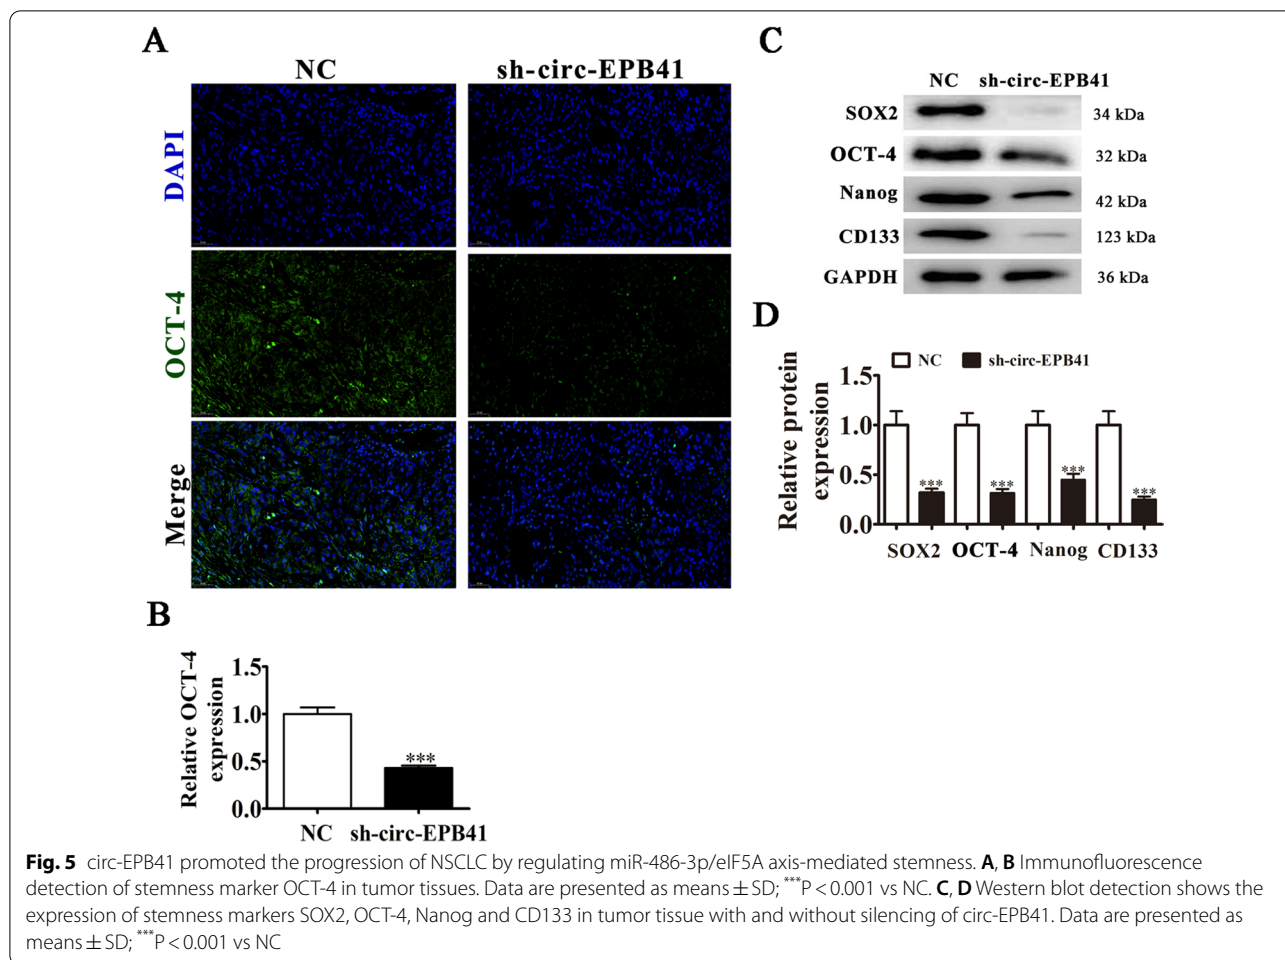 A
NC
sh-circ-EPB41
DAPI
OCT-4
Merge
B
Relative OCT-4
expression
1.5
1.0
0.5
0.0
***
NC
sh-circ-EPB41
C
NC
sh-circ-EPB41
SOX2
34 kDa
OCT-4
32 kDa
Nanog
42 kDa
CD133
123 kDa
GAPDH
36 kDa
D
NC
sh-circ-EPB41
Relative protein
expression
1.5
1.0
0.5
0.0
***
***
***
***
SOX2
OCT-4
Nanog
CD133
Fig. 5 circ-EPB41 promoted the progression of NSCLC by regulating miR-486-3p/eIF5A axis-mediated stemness. A, B Immunofluorescence
detection of stemness marker OCT-4 in tumor tissues. Data are presented as means ± SD; ***P < 0.001 vs NC. C, D Western blot detection shows the
expression of stemness markers SOX2, OCT-4, Nanog and CD133 in tumor tissue with and without silencing of circ-EPB41. Data are presented as
means ± SD; ***P < 0.001 vs NC